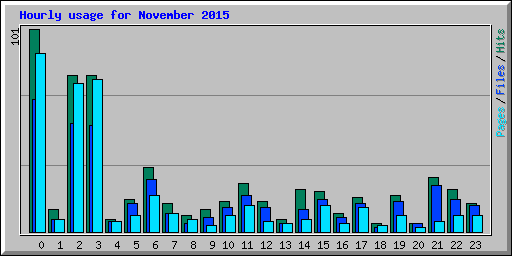 Hourly usage for November 2015
101
Pages/Files/Hits
0 1 2 3 4 5 6 7 8 9 10 11 12 13 14 15 16 17 18 19 20 21 22 23